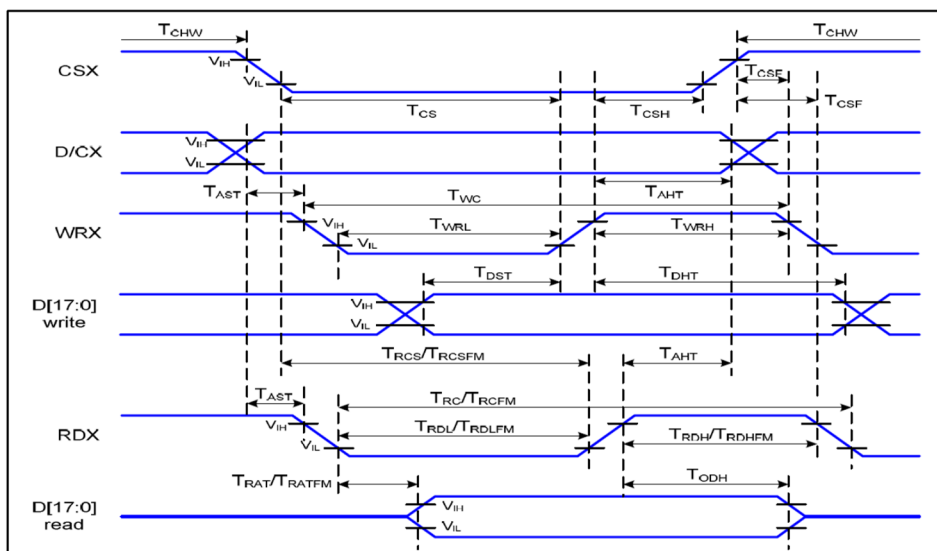 TCHW TCHW
VIH
CSX TCSF
VIL
TCS TCSH TCSF
D/CX VIH
VIL
TAST TWC TAHT
WRX VIH TWRL TWRH
VIL
TDST TDHT
D[17:0] VIH
write VIL
TRCS/TRCSFM TAHT
TAST TRC/TRCFM
RDX VIH TRDL/TRDLFM TRDH/TRDHFM
VIL
TRAT/TRATFM TODH
D[17:0] VIH
read VIL